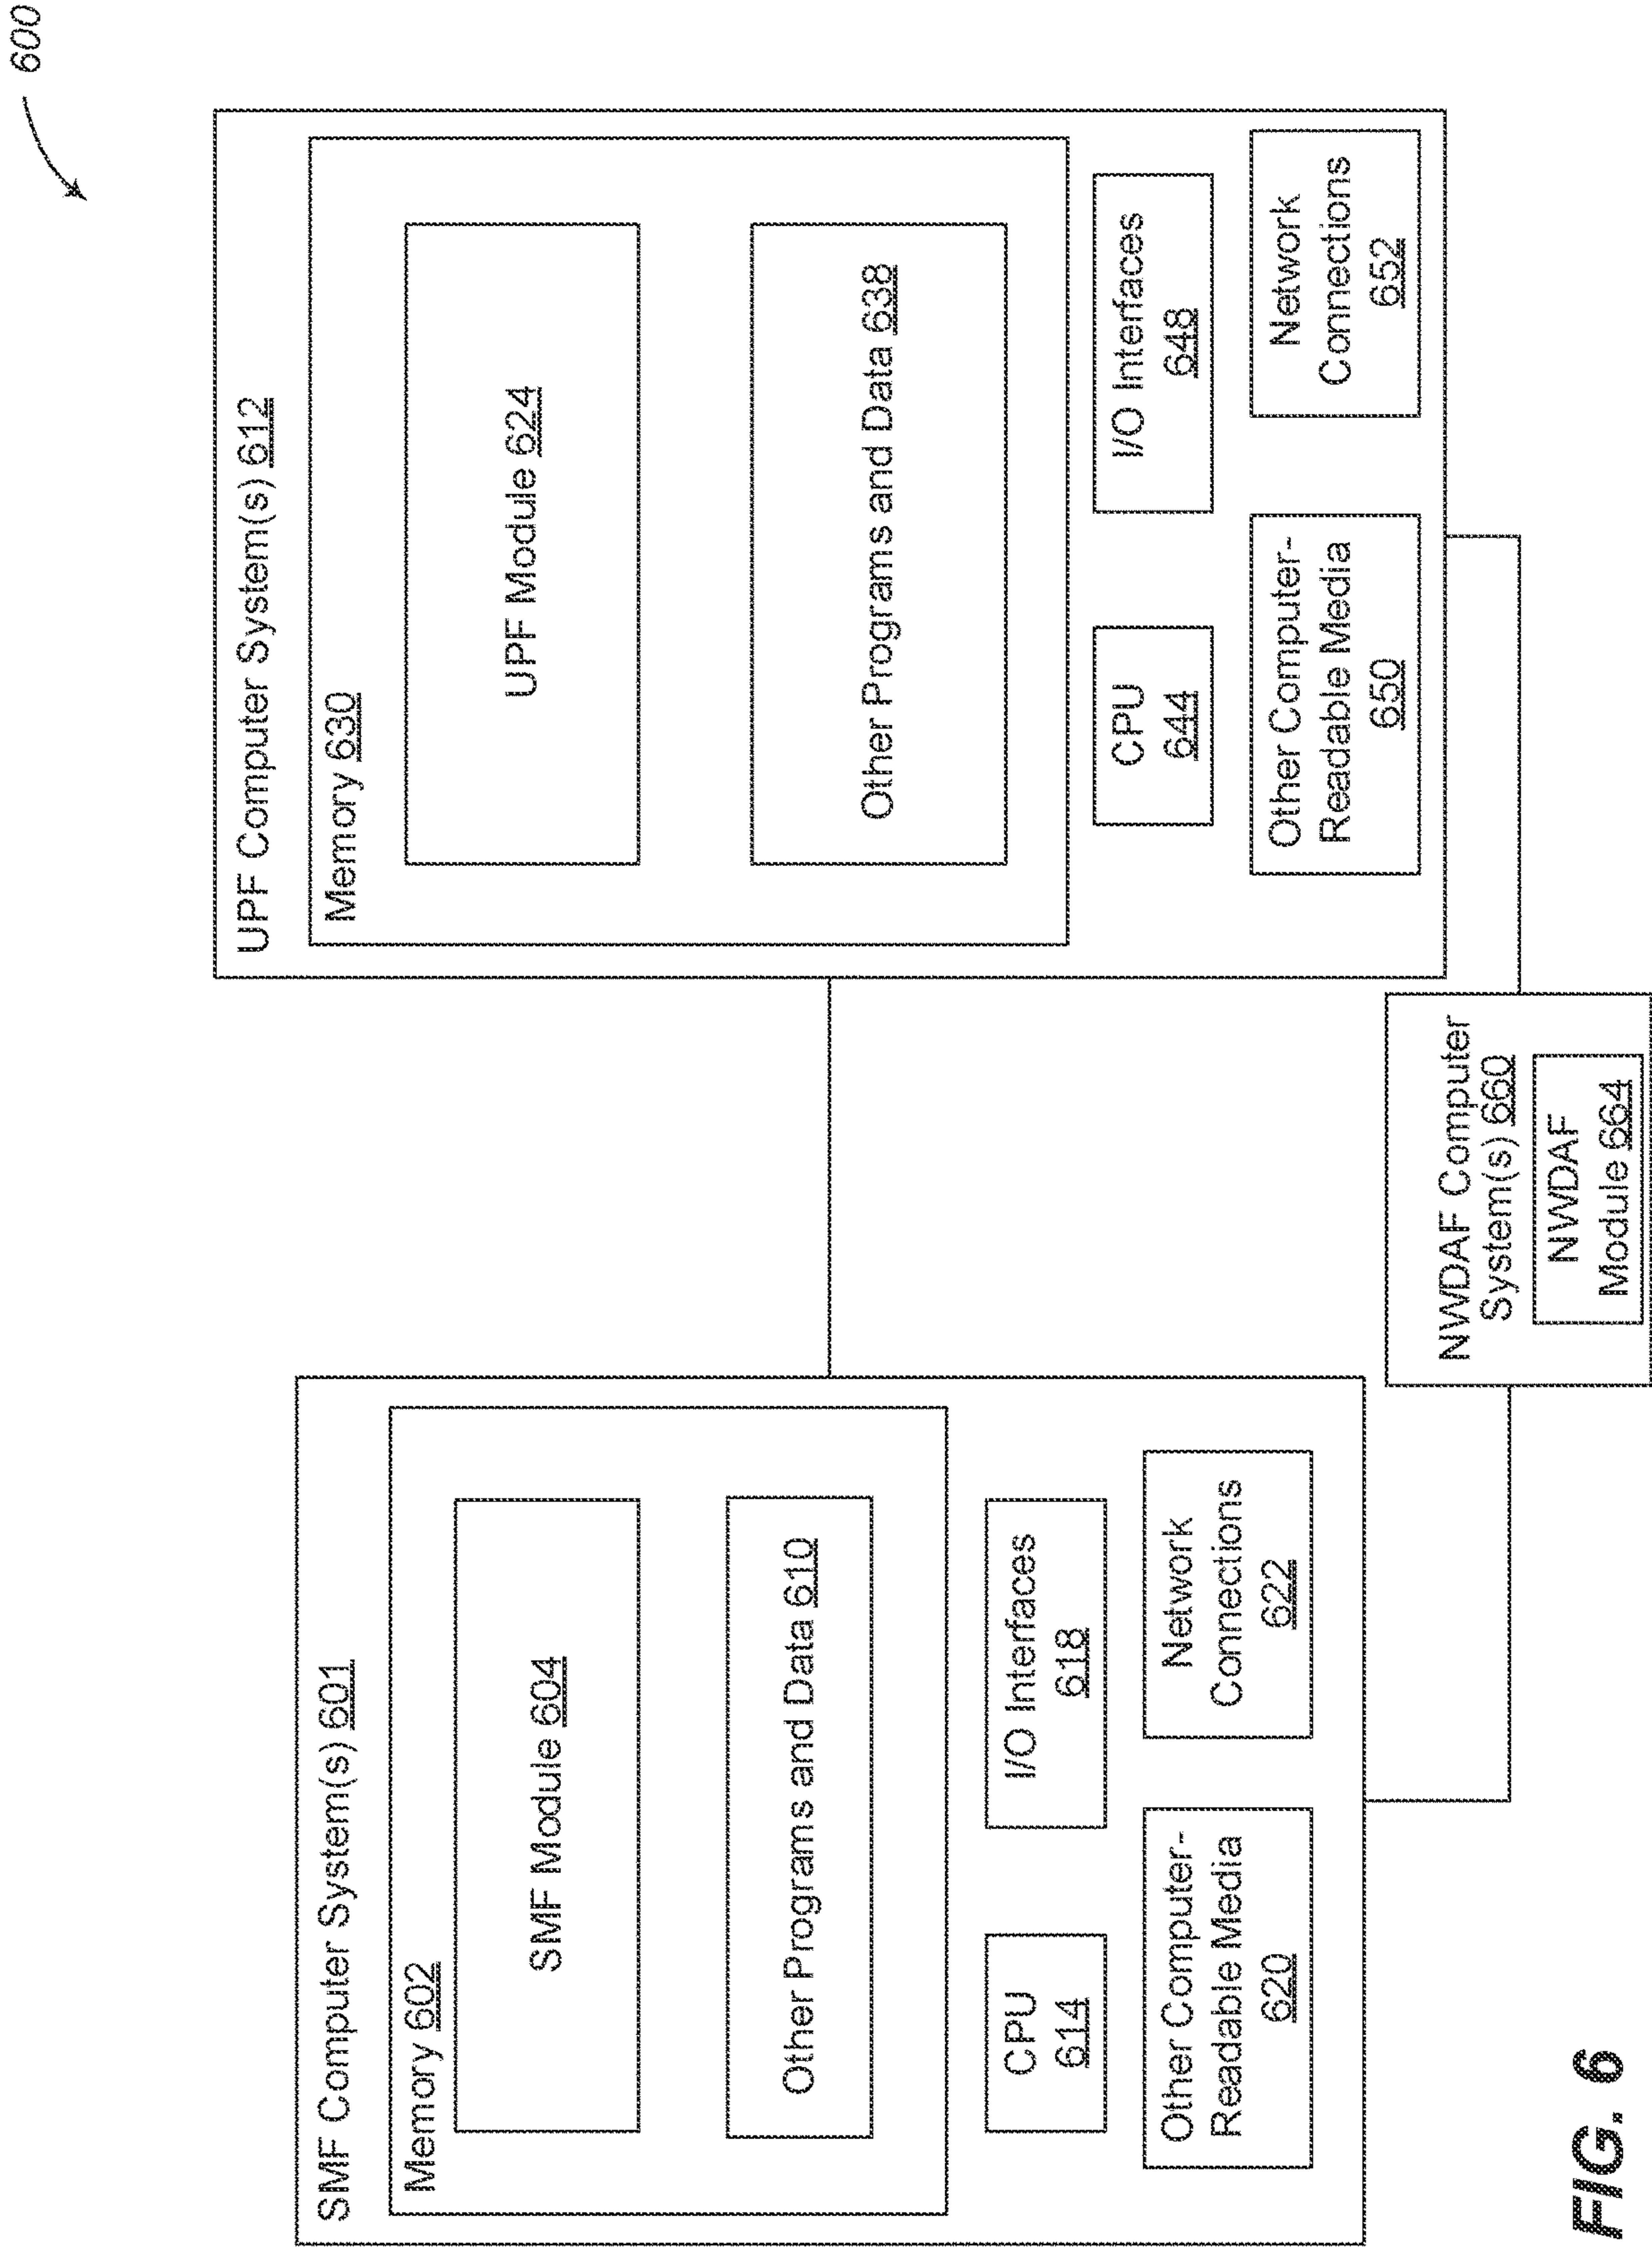 600
SMF Computer System(s) 601
Memory 602
SMF Module 604
Other Programs and Data 610
CPU
614
I/O Interfaces
618
Other Computer-
Readable Media
620
Network
Connections
622
UPF Computer System(s) 612
Memory 630
UPF Module 624
Other Programs and Data 638
CPU
644
I/O Interfaces
648
Other Computer-
Readable Media
650
Network
Connections
652
NWDAF Computer
System(s) 660
NWDAF
Module 664
FIG. 6